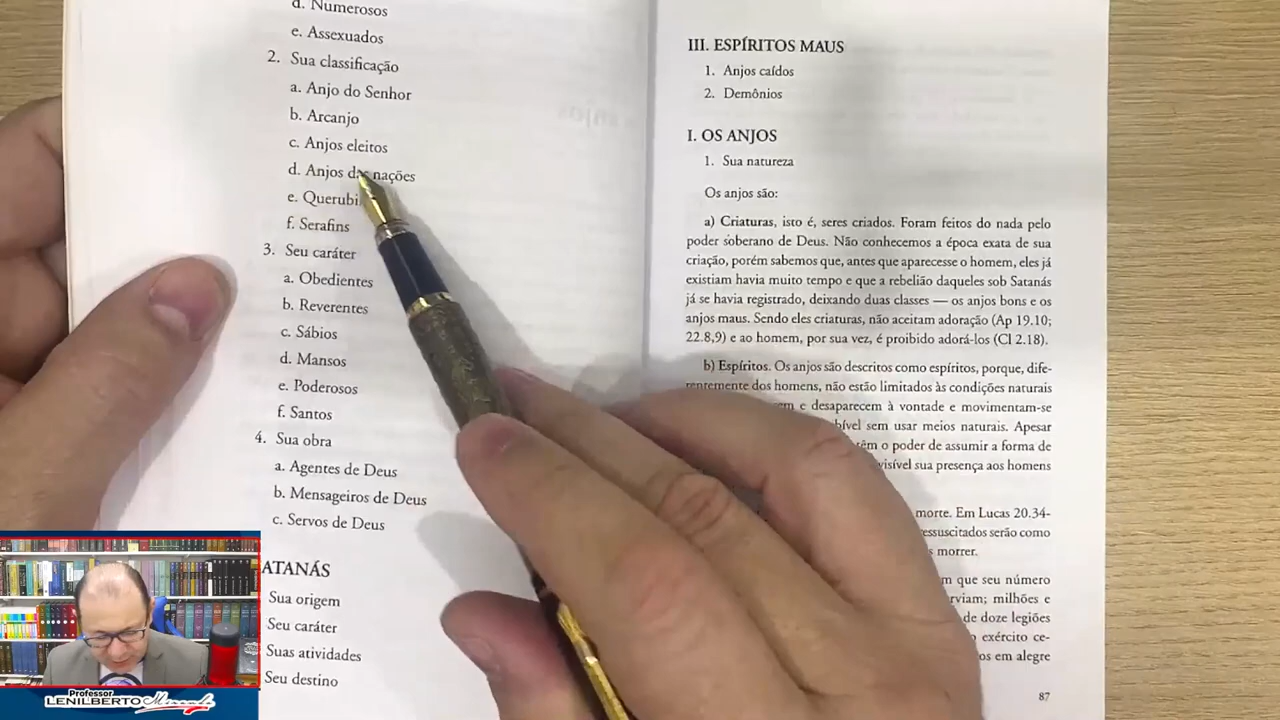 d. Numerosos
e. Assexuados
2. Sua classificação
a. Anjo do Senhor
b. Arcanjo
c. Anjos eleitos
d. Anjos das nações
e. Querubi
f. Serafins
3. Seu caráter
a. Obedientes
b. Reverentes
c. Sábios
d. Mansos
e. Poderosos
f. Santos
4. Sua obra
a. Agentes de Deus
b. Mensageiros de Deus
c. Servos de Deus
ATANÁS
Sua origem
Seu caráter
Suas atividades
Seu destino
III. ESPÍRITOS MAUS
1. Anjos caídos
2. Demônios
I. OS ANJOS
1. Sua natureza
Os anjos são:
a) Criaturas, isto é, seres criados. Foram feitos do nada pelo
poder soberano de Deus. Não conhecemos a época exata de sua
criação, porém sabemos que, antes que aparecesse o homem, eles já
existiam havia muito tempo e que a rebelião daqueles sob Satanás
já se havia registrado, deixando duas classes — os anjos bons e os
anjos maus. Sendo eles criaturas, não aceitam adoração (Ap 19.10;
22.8,9) e ao homem, por sua vez, é proibido adorá-los (Cl 2.18).
b) Espíritos. Os anjos são descritos como espíritos, porque, dife-
rentemente dos homens, não estão limitados às condições naturais
em e desaparecem à vontade e movimentam-se
bível sem usar meios naturais. Apesar
têm o poder de assumir a forma de
visível sua presença aos homens
morte. Em Lucas 20.34-
essuscitados serão como
s morrer.
m que seu número
rviam; milhões e
de doze legiões
exército ce-
os em alegre
87
Professor
LENILBERTO Miranda